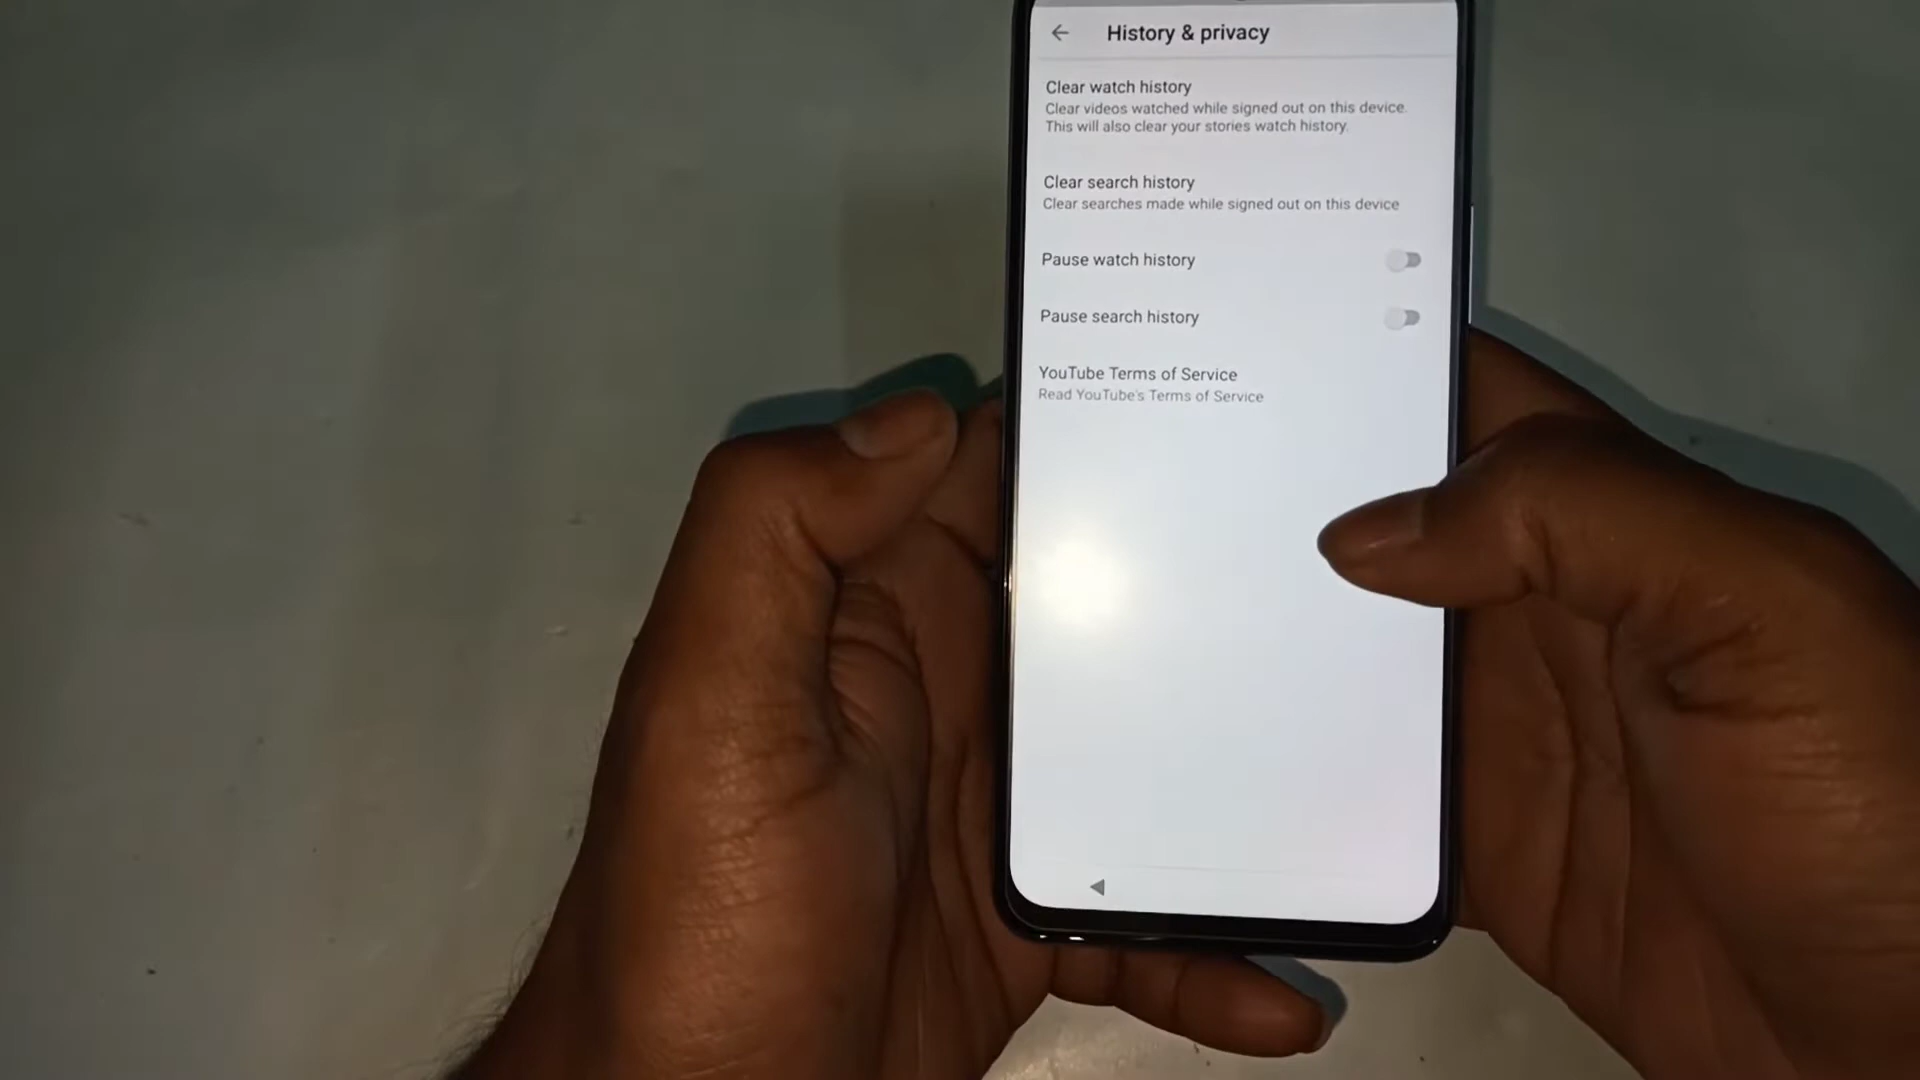 History & privacy
Clear watch history
Clear videos watched while signed out on this device.
This will also clear your stories watch history.
Clear search history
Clear searches made while signed out on this device
Pause watch history
Pause search history
YouTube Terms of Service
Read YouTube's Terms of Service